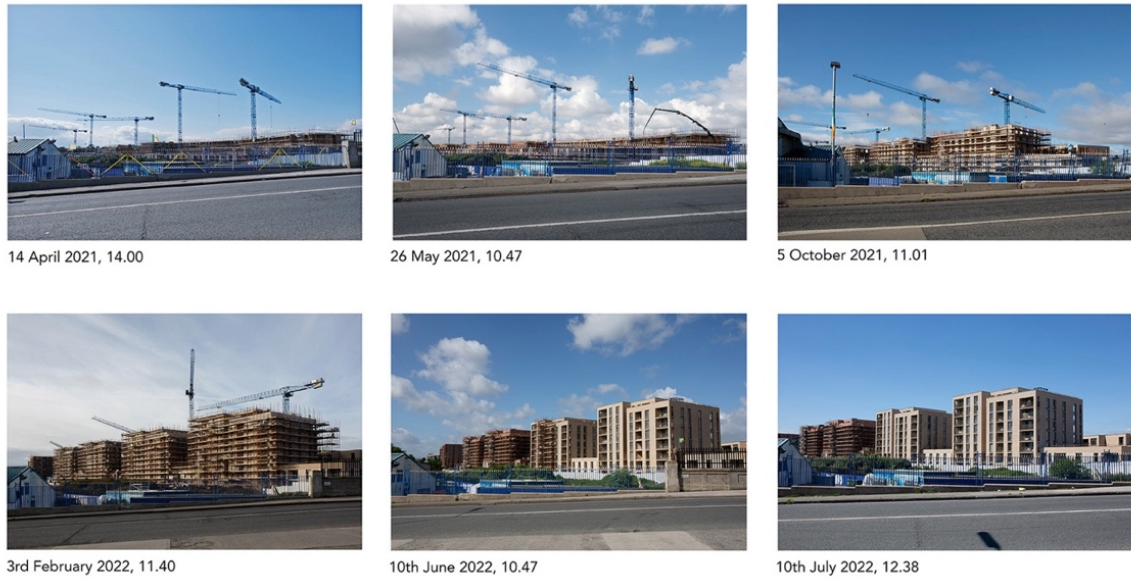 14 April 2021, 14.00
26 May 2021, 10.47
5 October 2021, 11.01
3rd February 2022, 11.40
10th June 2022, 10.47
10th July 2022, 12.38